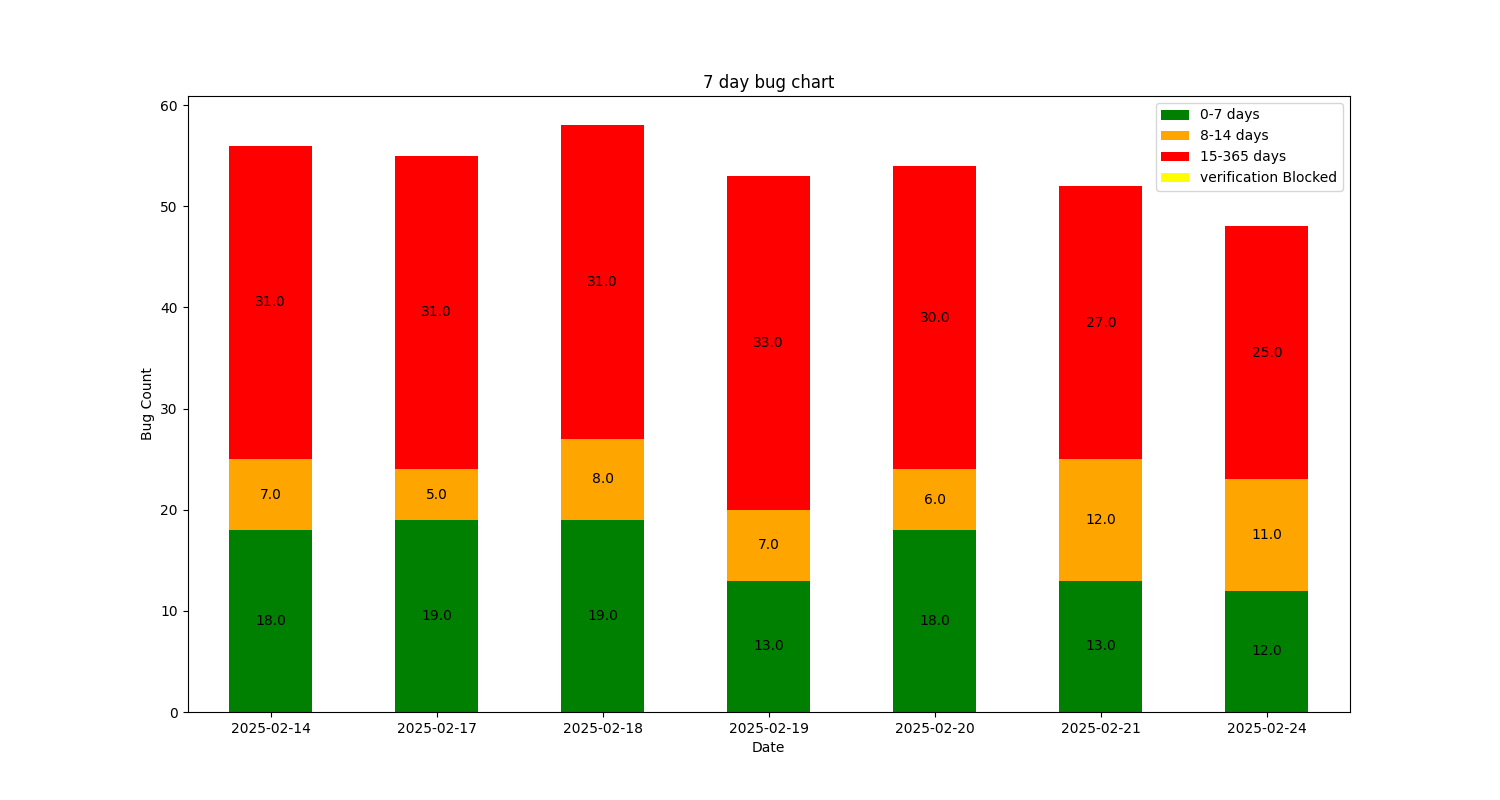 7 day bug chart
60
50
40
30
20
10
0
Bug Count
0-7 days
8-14 days
15-365 days
verification Blocked
31.0 31.0 31.0 33.0 30.0 27.0 25.0
7.0 5.0 8.0 7.0 6.0 12.0 11.0
18.0 19.0 19.0 13.0 18.0 13.0 12.0
2025-02-14 2025-02-17 2025-02-18 2025-02-19 2025-02-20 2025-02-21 2025-02-24
Date